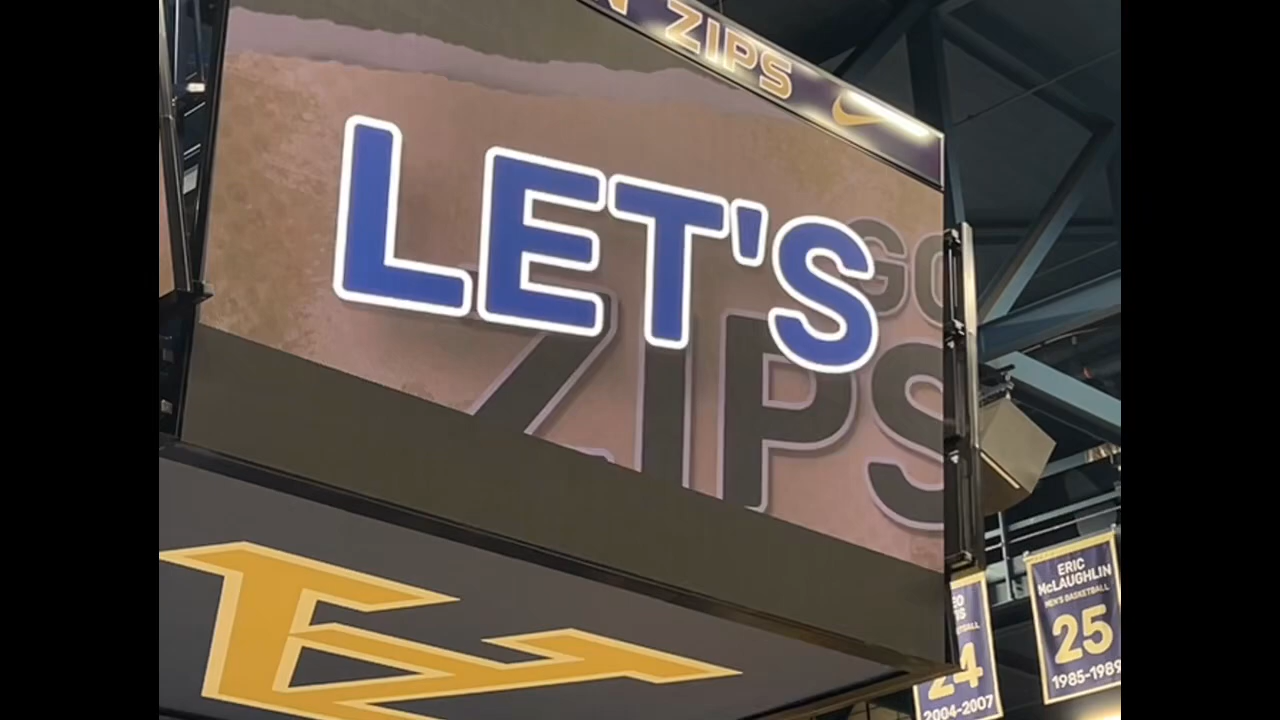 ZIPS
LET'S
GO
ZIPS
24
2004-2007
ERIC
McLAUGHLIN
MEN'S BASKETBALL
25
1985-1989